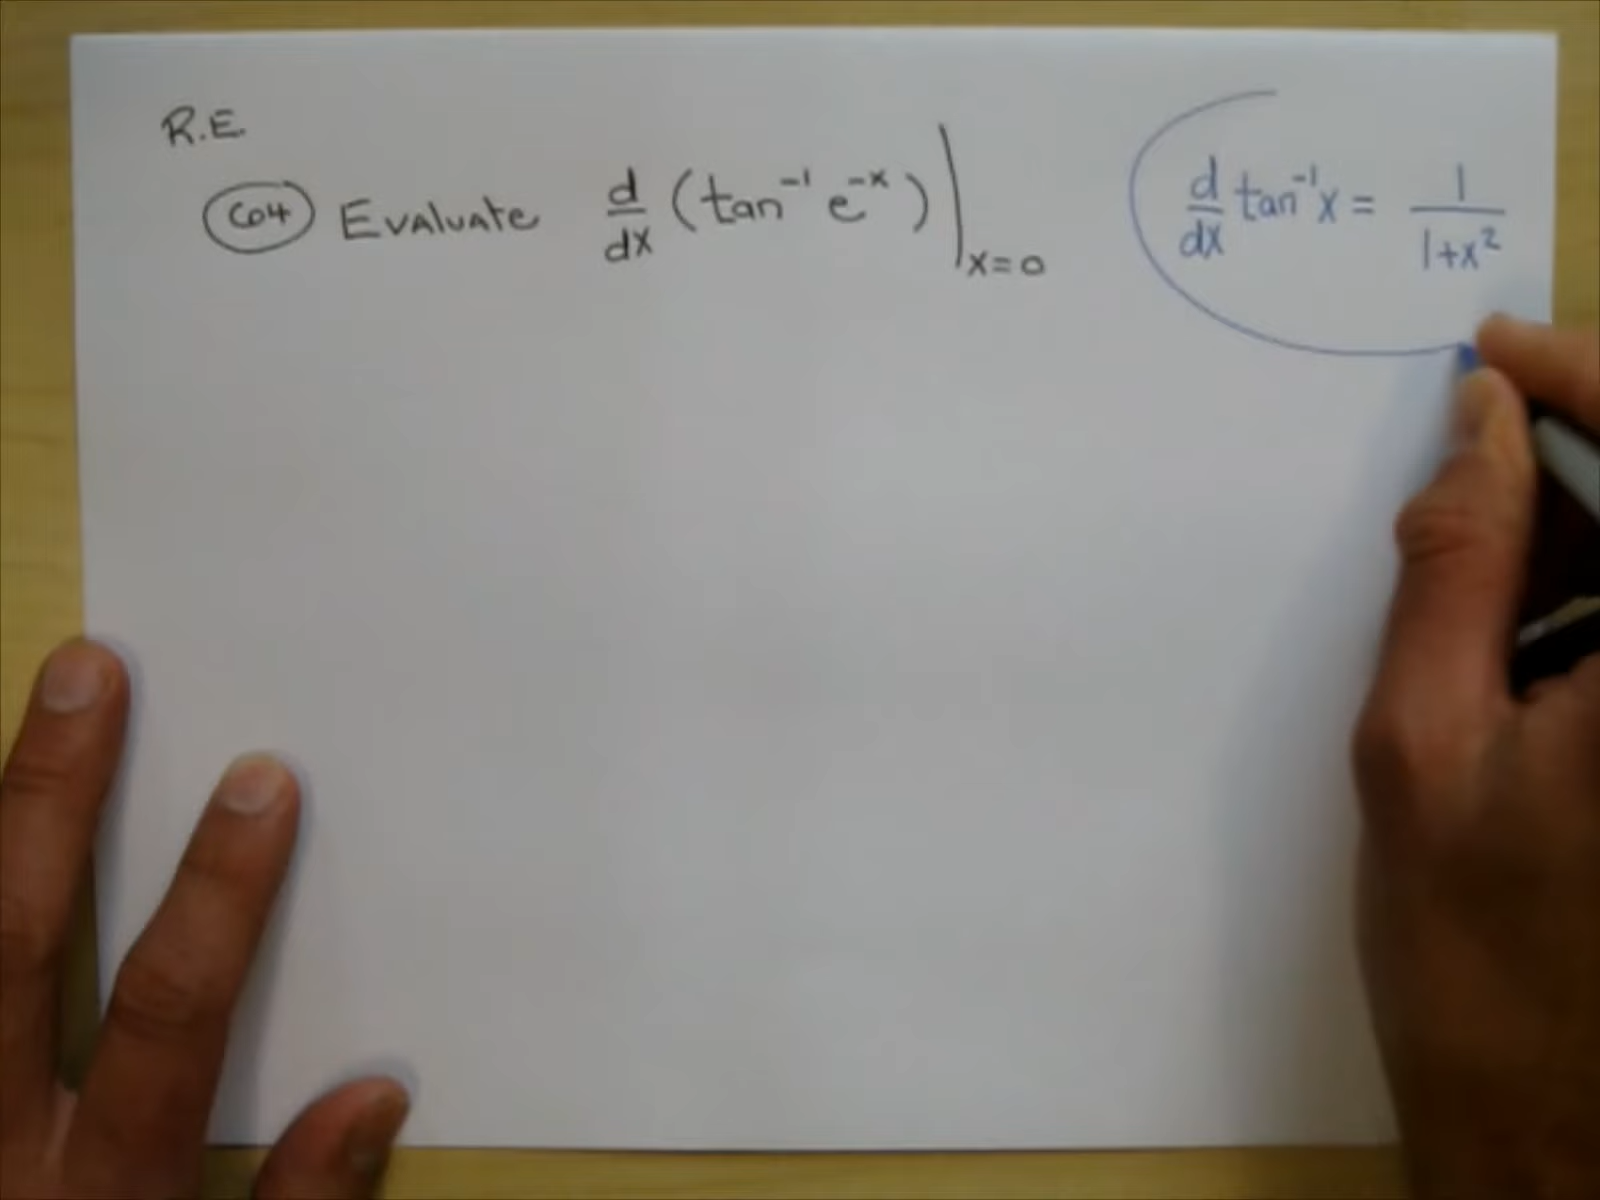 R.E.
C04 Evaluate d/dx (tan⁻¹ e⁻ˣ) |x=0
d/dx tan⁻¹x = 1/1+x²